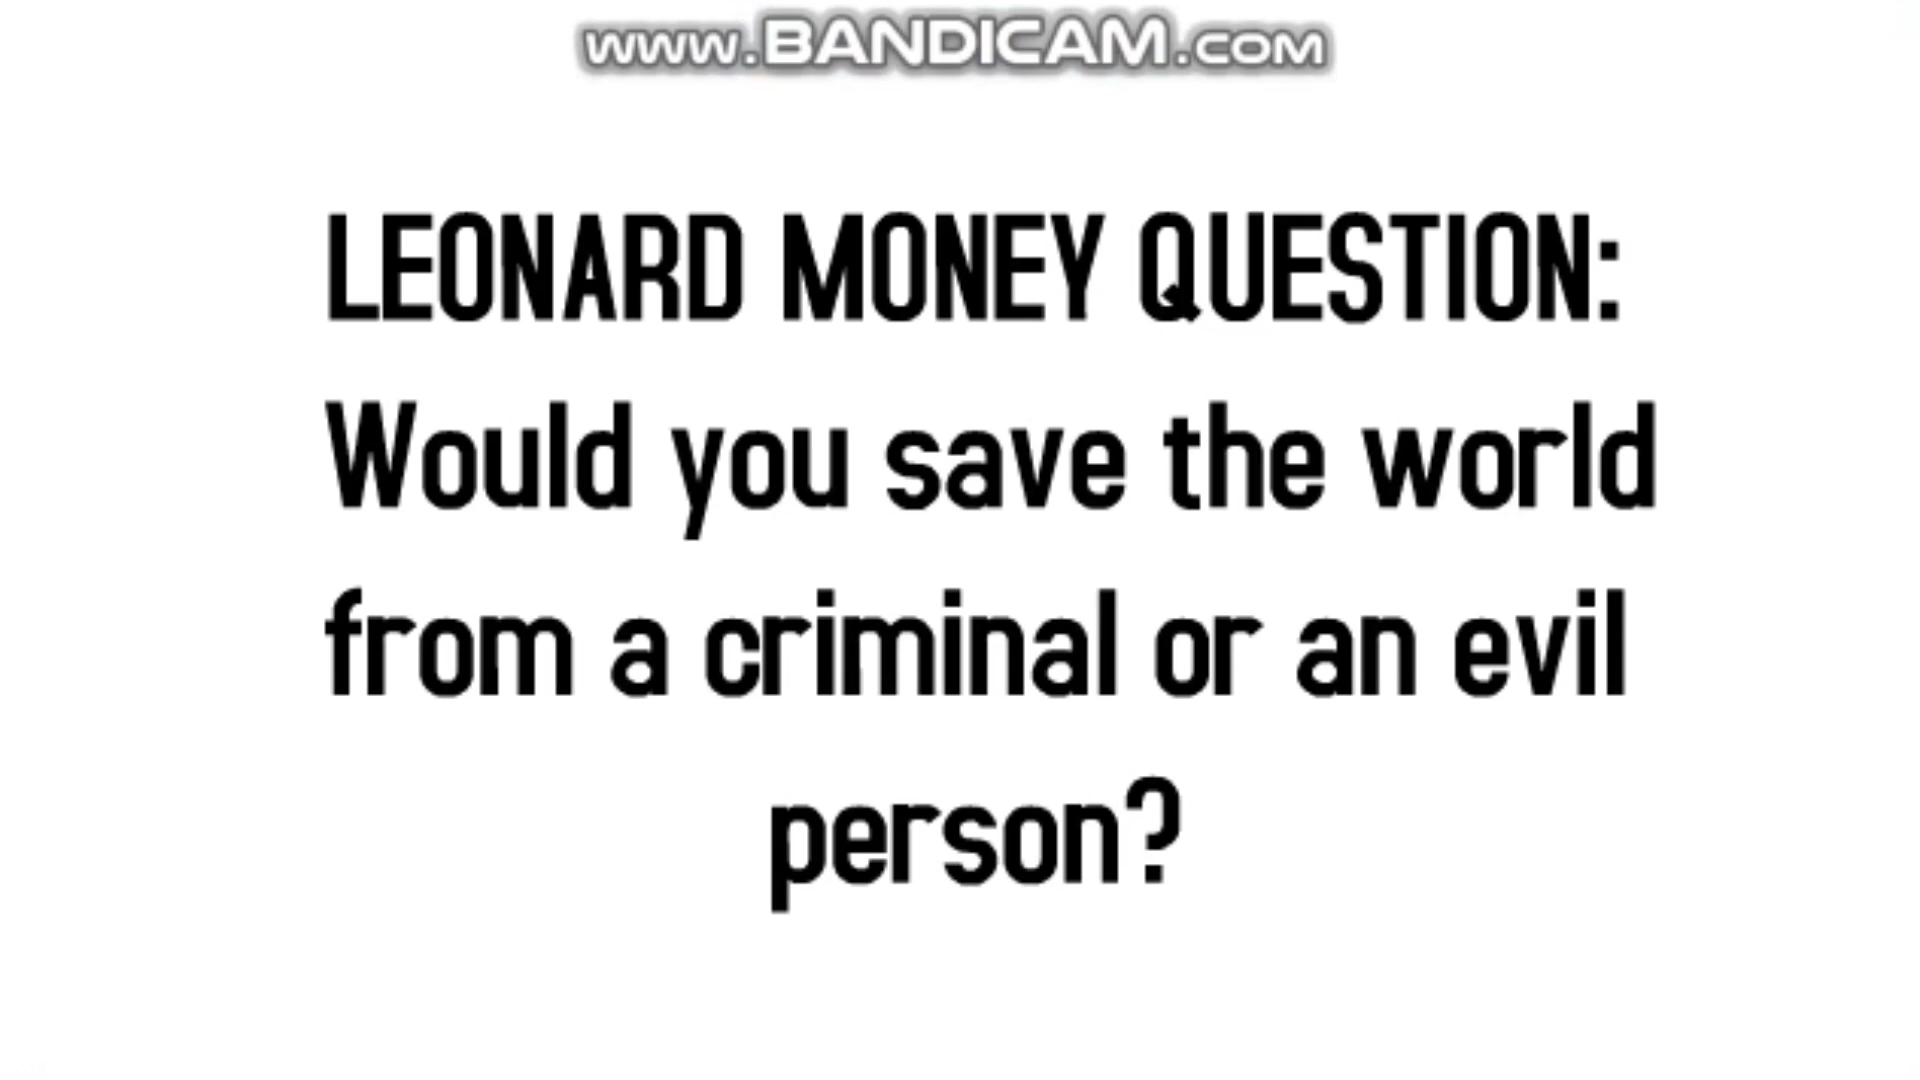 www.BANDICAM.com
LEONARD MONEY QUESTION:
Would you save the world
from a criminal or an evil
person?